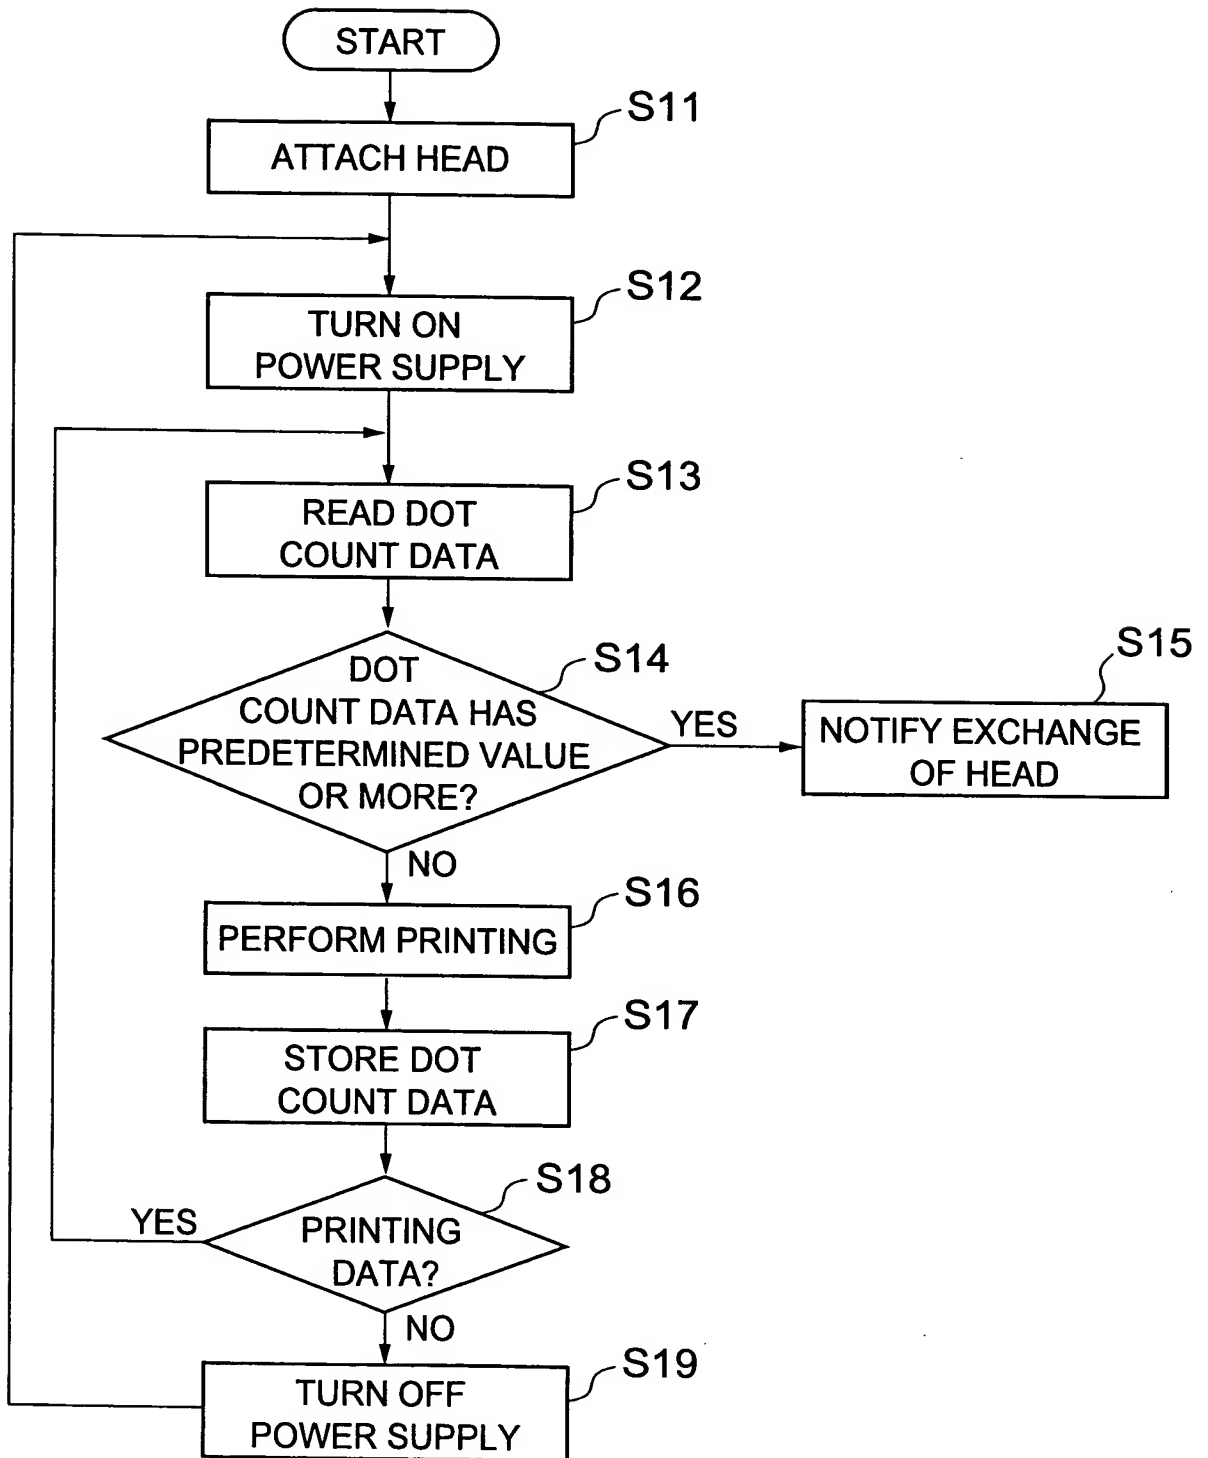 START
S11
ATTACH HEAD
S12
TURN ON
POWER SUPPLY
S13
READ DOT
COUNT DATA
S14
DOT
COUNT DATA HAS
PREDETERMINED VALUE
OR MORE?
YES
S15
NOTIFY EXCHANGE
OF HEAD
NO
S16
PERFORM PRINTING
S17
STORE DOT
COUNT DATA
S18
YES
PRINTING
DATA?
NO
S19
TURN OFF
POWER SUPPLY